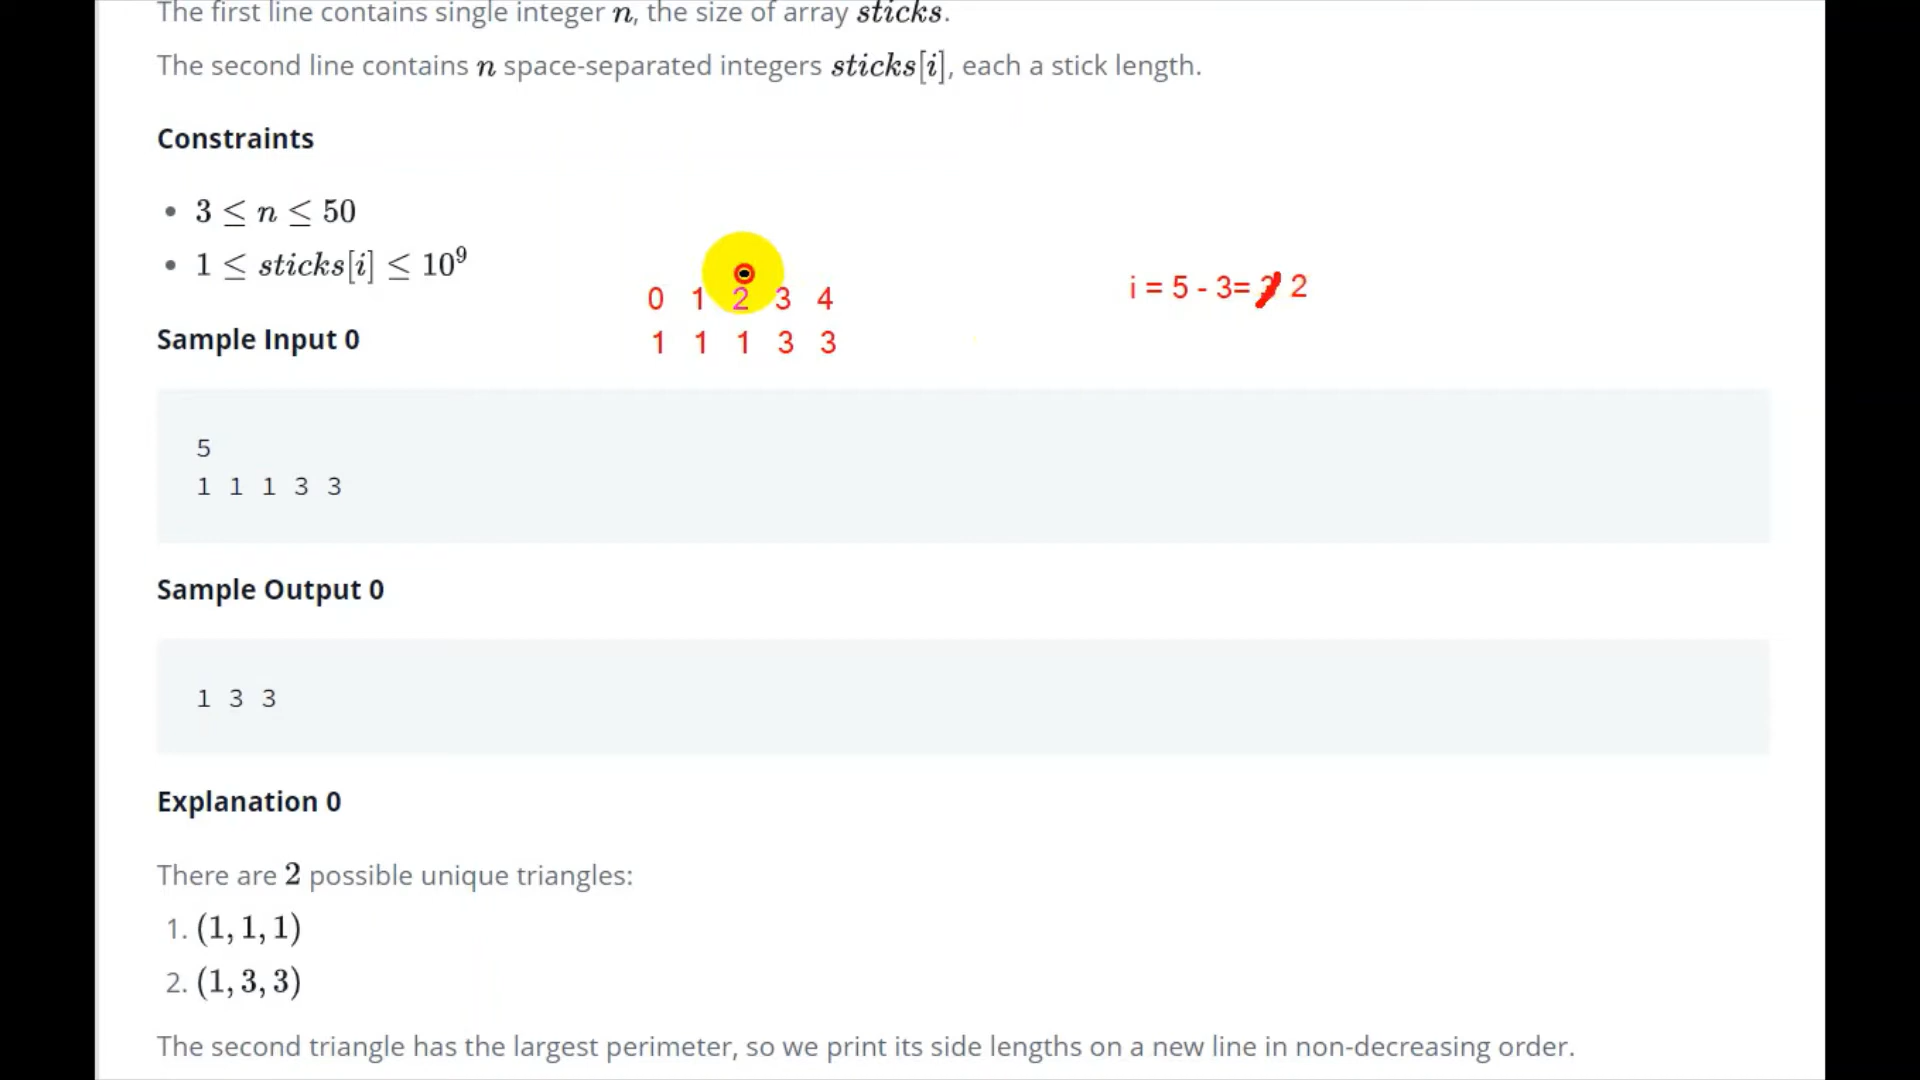 The first line contains single integer n, the size of array sticks.
The second line contains n space-separated integers sticks[i], each a stick length.
Constraints
• 3 ≤ n ≤ 50
• 1 ≤ sticks[i] ≤ 10⁹
0 1 2 3 4
i = 5 - 3= 2
Sample Input 0
1 1 1 3 3
5
1 1 1 3 3
Sample Output 0
1 3 3
Explanation 0
There are 2 possible unique triangles:
1. (1, 1, 1)
2. (1, 3, 3)
The second triangle has the largest perimeter, so we print its side lengths on a new line in non-decreasing order.